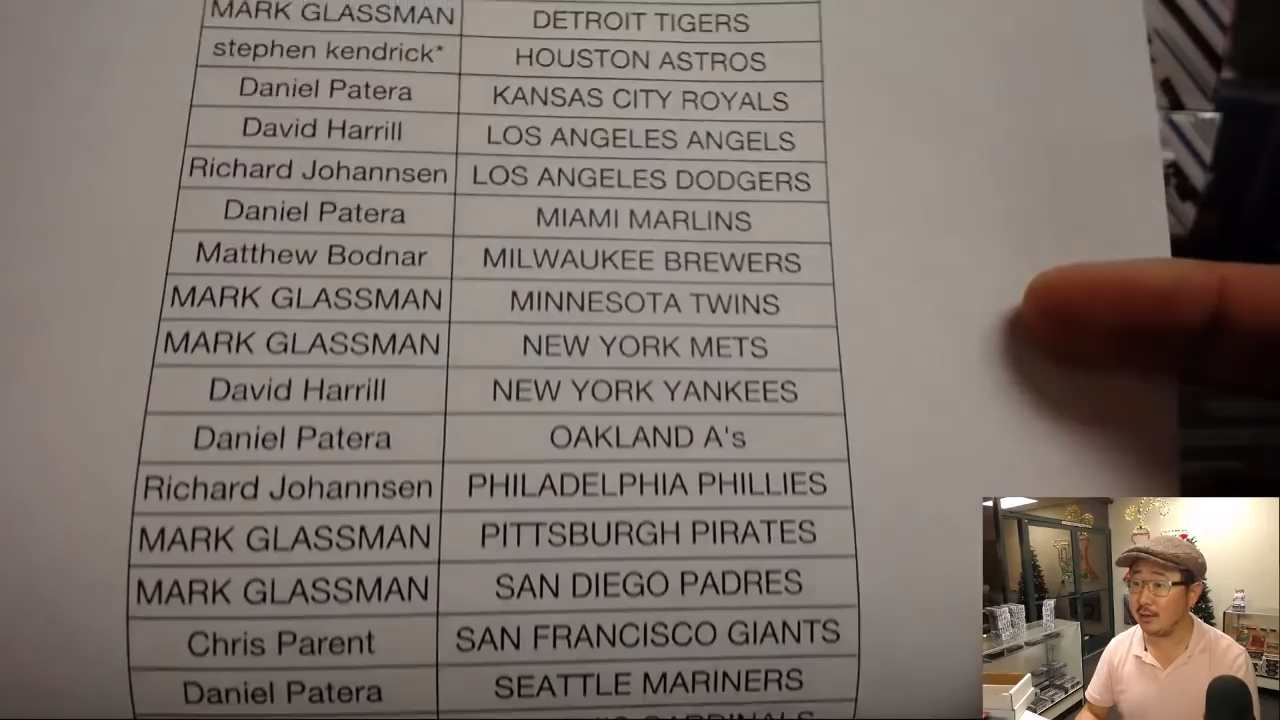 MARK GLASSMAN DETROIT TIGERS
stephen kendrick* HOUSTON ASTROS
Daniel Patera KANSAS CITY ROYALS
David Harrill LOS ANGELES ANGELS
Richard Johannsen LOS ANGELES DODGERS
Daniel Patera MIAMI MARLINS
Matthew Bodnar MILWAUKEE BREWERS
MARK GLASSMAN MINNESOTA TWINS
MARK GLASSMAN NEW YORK METS
David Harrill NEW YORK YANKEES
Daniel Patera OAKLAND A's
Richard Johannsen PHILADELPHIA PHILLIES
MARK GLASSMAN PITTSBURGH PIRATES
MARK GLASSMAN SAN DIEGO PADRES
Chris Parent SAN FRANCISCO GIANTS
Daniel Patera SEATTLE MARINERS
CARDINALS